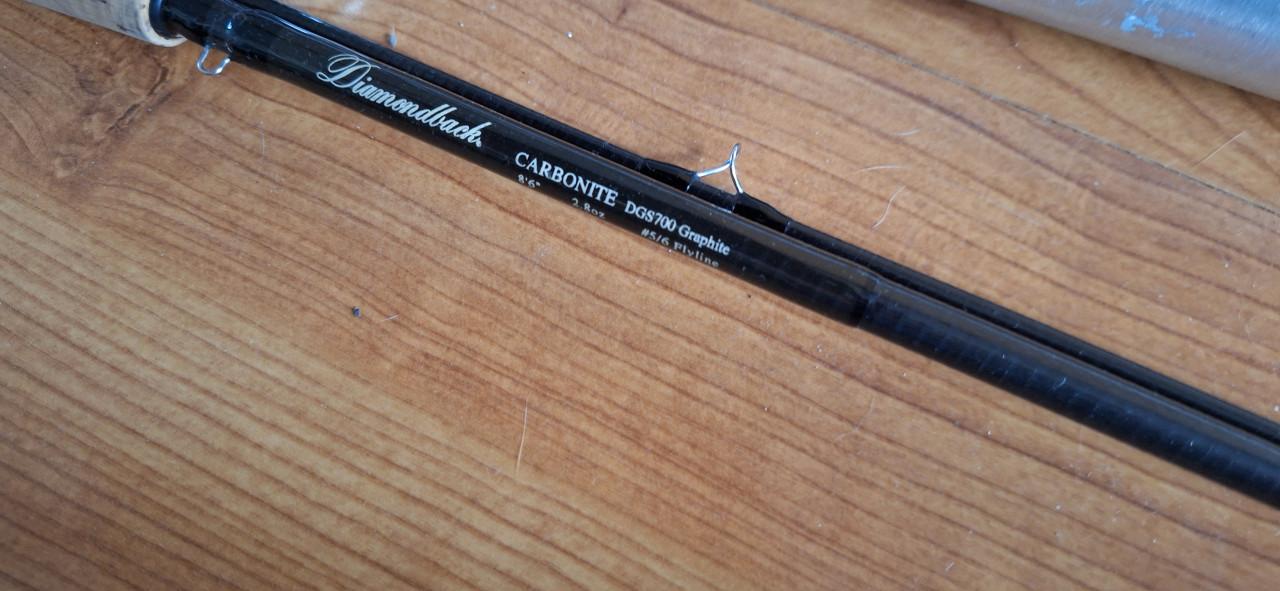 Diamondback.
CARBONITE DGS700 Graphite
8'6" 2.8oz #5/6 Flyline